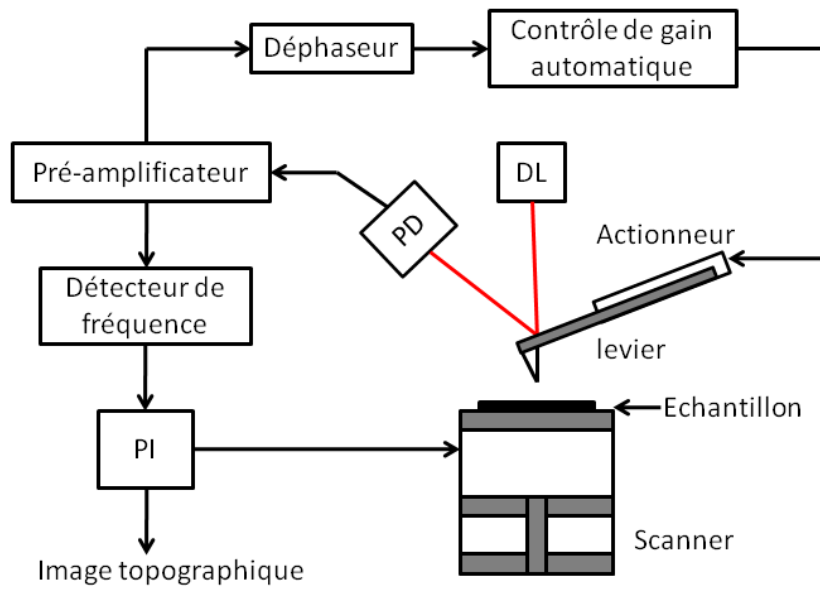 Déphaseur
Contrôle de gain
automatique
Pré-amplificateur
DL
PD
Actionneur
Détecteur de
fréquence
levier
Echantillon
PI
Scanner
Image topographique